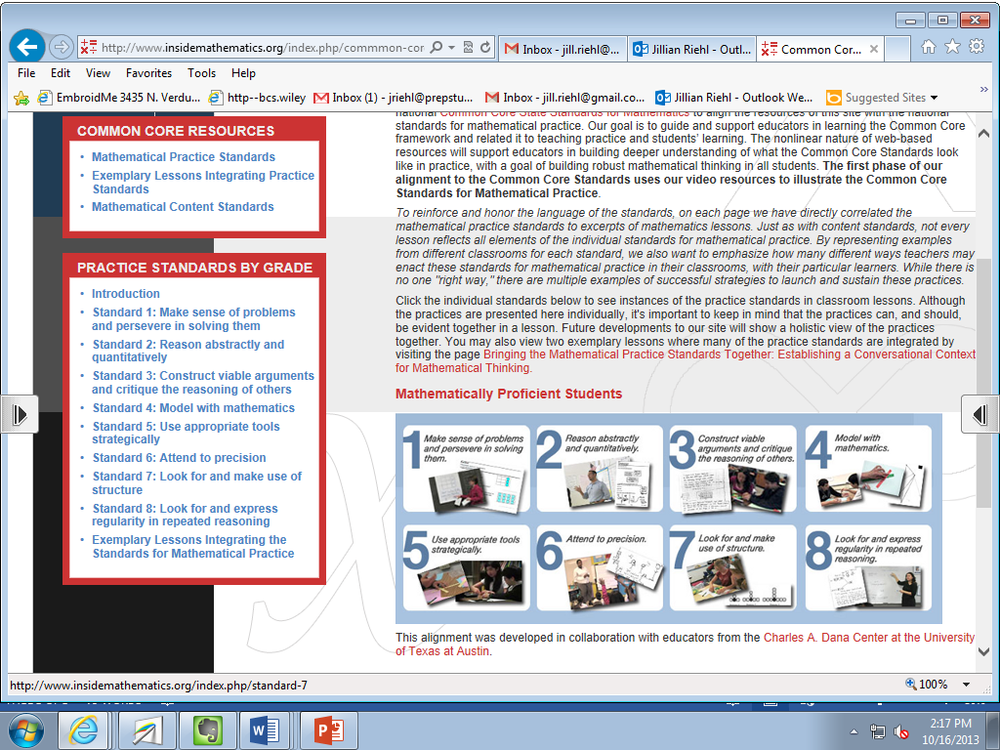 http://www.insidemathematics.org/index.php/commmon-cor
Inbox - jill.riehl@...
Jillian Riehl - Outl...
Common Cor...
File Edit View Favorites Tools Help
EmbroidMe 3435 N. Verdu...
http--bcs.wiley
Inbox (1) - jriehl@prepstu...
Inbox - jill.riehl@gmail.co...
Jillian Riehl - Outlook We...
Suggested Sites
COMMON CORE RESOURCES
• Mathematical Practice Standards
• Exemplary Lessons Integrating Practice
Standards
• Mathematical Content Standards
PRACTICE STANDARDS BY GRADE
• Introduction
• Standard 1: Make sense of problems
and persevere in solving them
• Standard 2: Reason abstractly and
quantitatively
• Standard 3: Construct viable arguments
and critique the reasoning of others
• Standard 4: Model with mathematics
• Standard 5: Use appropriate tools
strategically
• Standard 6: Attend to precision
• Standard 7: Look for and make use of
structure
• Standard 8: Look for and express
regularity in repeated reasoning
• Exemplary Lessons Integrating the
Standards for Mathematical Practice
national Common Core State Standards for Mathematics to align the resources of this site with the national
standards for mathematical practice. Our goal is to guide and support educators in learning the Common Core
framework and related it to teaching practice and students' learning. The nonlinear nature of web-based
resources will support educators in building deeper understanding of what the Common Core Standards look
like in practice, with a goal of building robust mathematical thinking in all students. The first phase of our
alignment to the Common Core Standards uses our video resources to illustrate the Common Core
Standards for Mathematical Practice.
To reinforce and honor the language of the standards, on each page we have directly correlated the
mathematical practice standards to excerpts of mathematics lessons. Just as with content standards, not every
lesson reflects all elements of the individual standards for mathematical practice. By representing examples
from different classrooms for each standard, we also want to emphasize how many different ways teachers may
enact these standards for mathematical practice in their classrooms, with their particular learners. While there is
no one "right way," there are multiple examples of successful strategies to launch and sustain these practices.
Click the individual standards below to see instances of the practice standards in classroom lessons. Although
the practices are presented here individually, it's important to keep in mind that the practices can, and should,
be evident together in a lesson. Future developments to our site will show a holistic view of the practices
together. You may also view two exemplary lessons where many of the practice standards are integrated by
visiting the page Bringing the Mathematical Practice Standards Together: Establishing a Conversational Context
for Mathematical Thinking.
Mathematically Proficient Students
1 Make sense of problems
and persevere in solving
them.
2 Reason abstractly
and quantitatively.
3 Construct viable
arguments and critique
the reasoning of others.
4 Model with
mathematics.
5 Use appropriate tools
strategically.
6 Attend to precision.
7 Look for and make
use of structure.
8 Look for and express
regularity in repeated
reasoning.
This alignment was developed in collaboration with educators from the Charles A. Dana Center at the University
of Texas at Austin.
http://www.insidemathematics.org/index.php/standard-7
100%
2:17 PM
10/16/2013